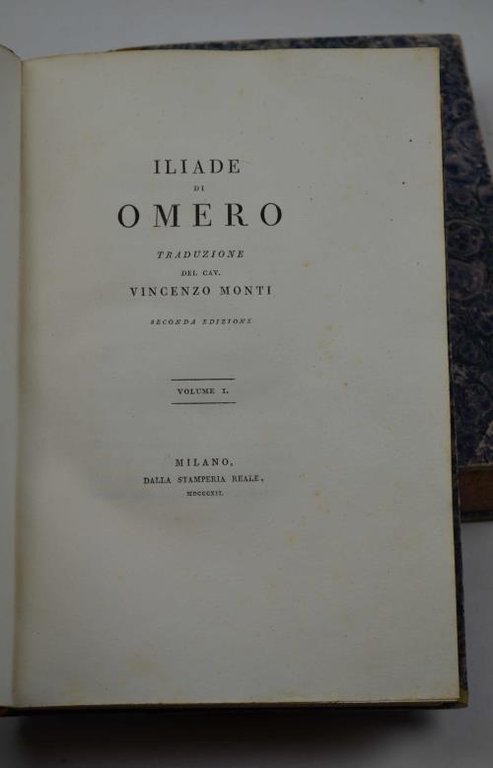 ILIADE
DI
OMERO
TRADUZIONE
DEL CAV.
VINCENZO MONTI
SECONDA EDIZIONE
VOLUME I.
MILANO,
DALLA STAMPERIA REALE,
MDCCCXII.